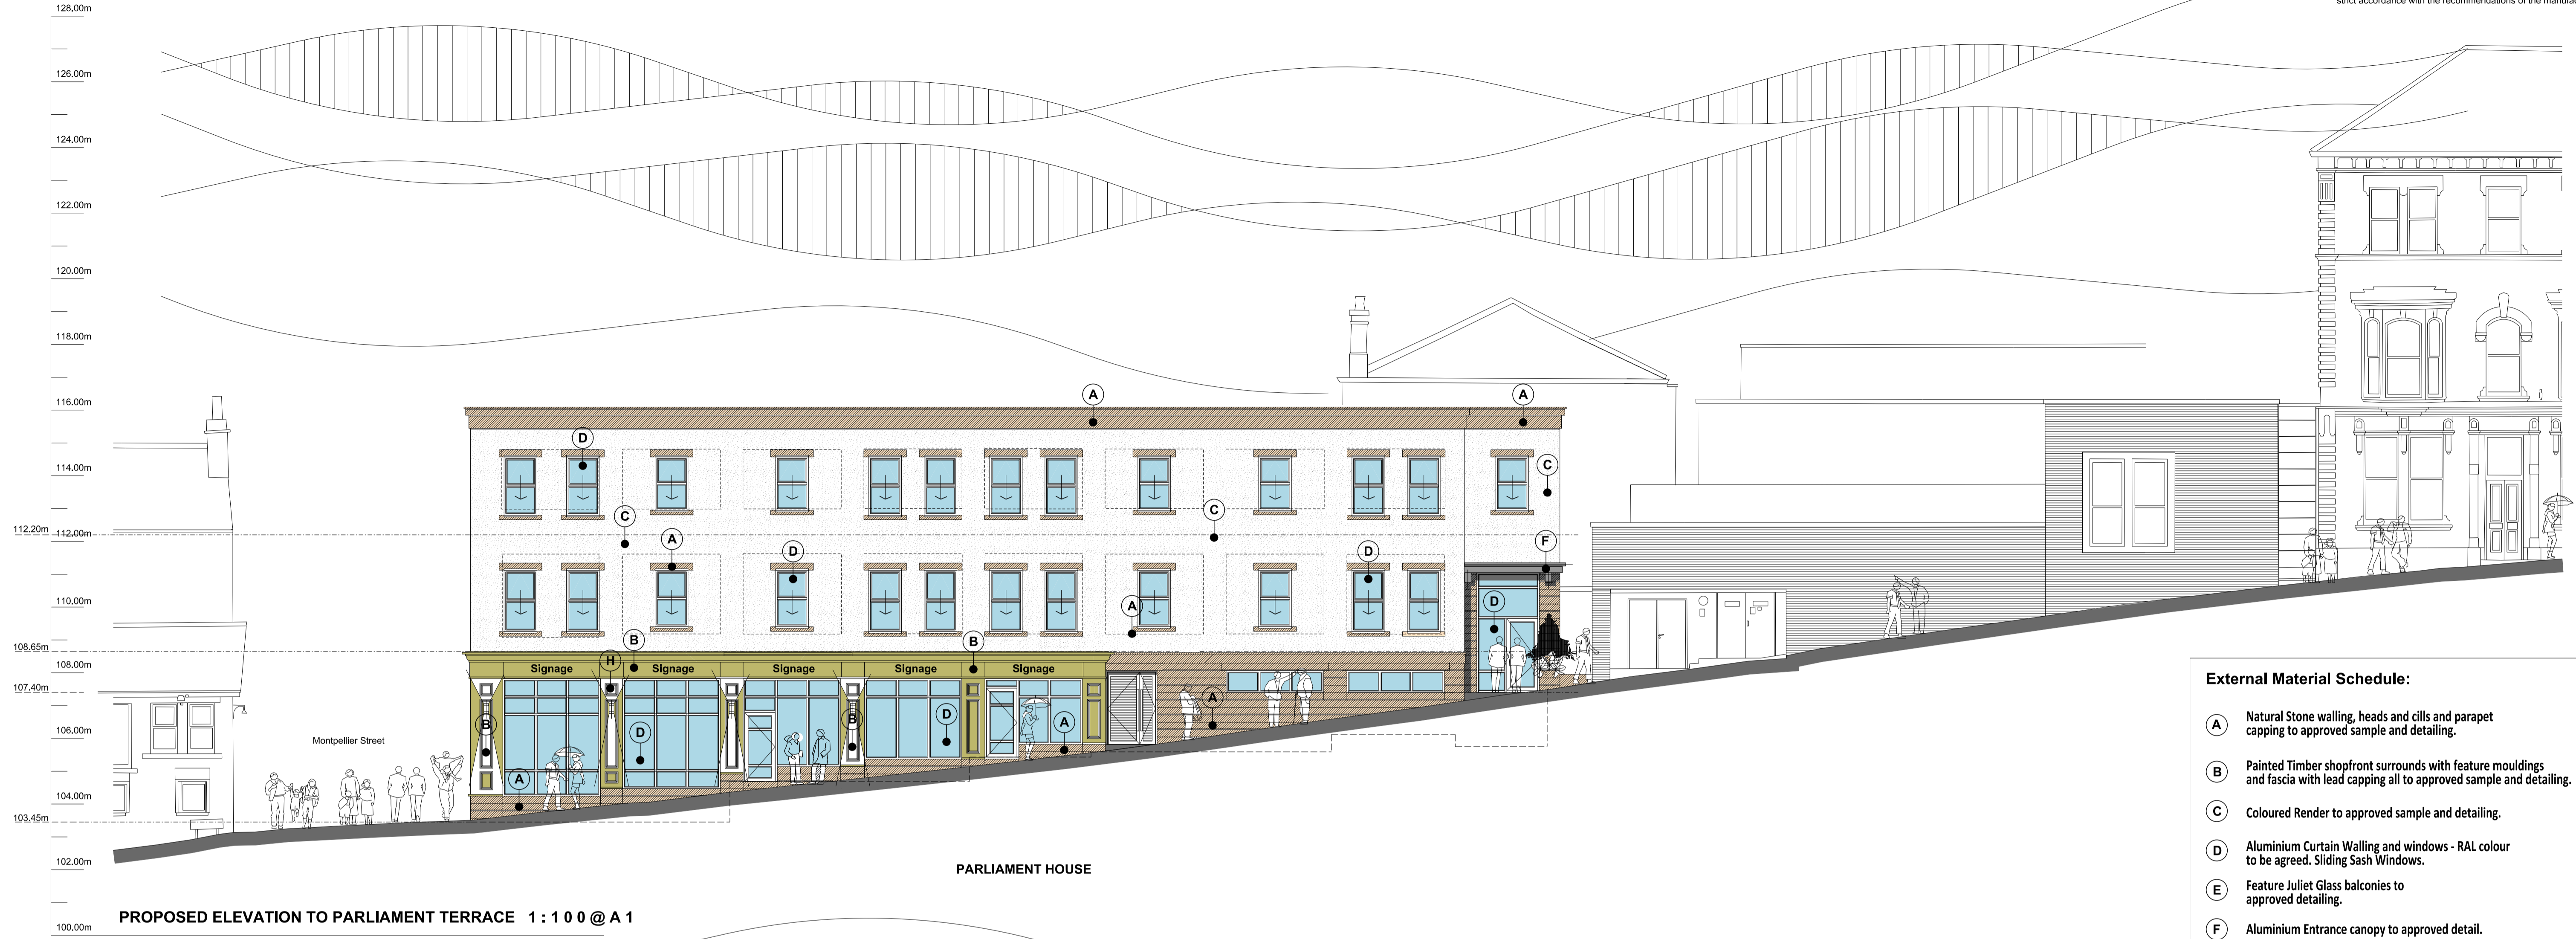 strict accordance with the recommendations of the manufac
128.00m
126.00m
124.00m
122.00m
120.00m
118.00m
116.00m
114.00m
112.20m
112.00m
110.00m
108.65m
108.00m
107.40m
106.00m
104.00m
103.45m
102.00m
100.00m
A
A
D
C
C
C
A
D
D
F
A
D
B
H
B
Signage
Signage
Signage
Signage
Signage
B
D
B
D
A
A
A
Montpellier Street
PARLIAMENT HOUSE
PROPOSED ELEVATION TO PARLIAMENT TERRACE 1 : 1 0 0 @ A 1
External Material Schedule:
A Natural Stone walling, heads and cills and parapet
capping to approved sample and detailing.
B Painted Timber shopfront surrounds with feature mouldings
and fascia with lead capping all to approved sample and detailing.
C Coloured Render to approved sample and detailing.
D Aluminium Curtain Walling and windows - RAL colour
to be agreed. Sliding Sash Windows.
E Feature Juliet Glass balconies to
approved detailing.
F Aluminium Entrance canopy to approved detail.